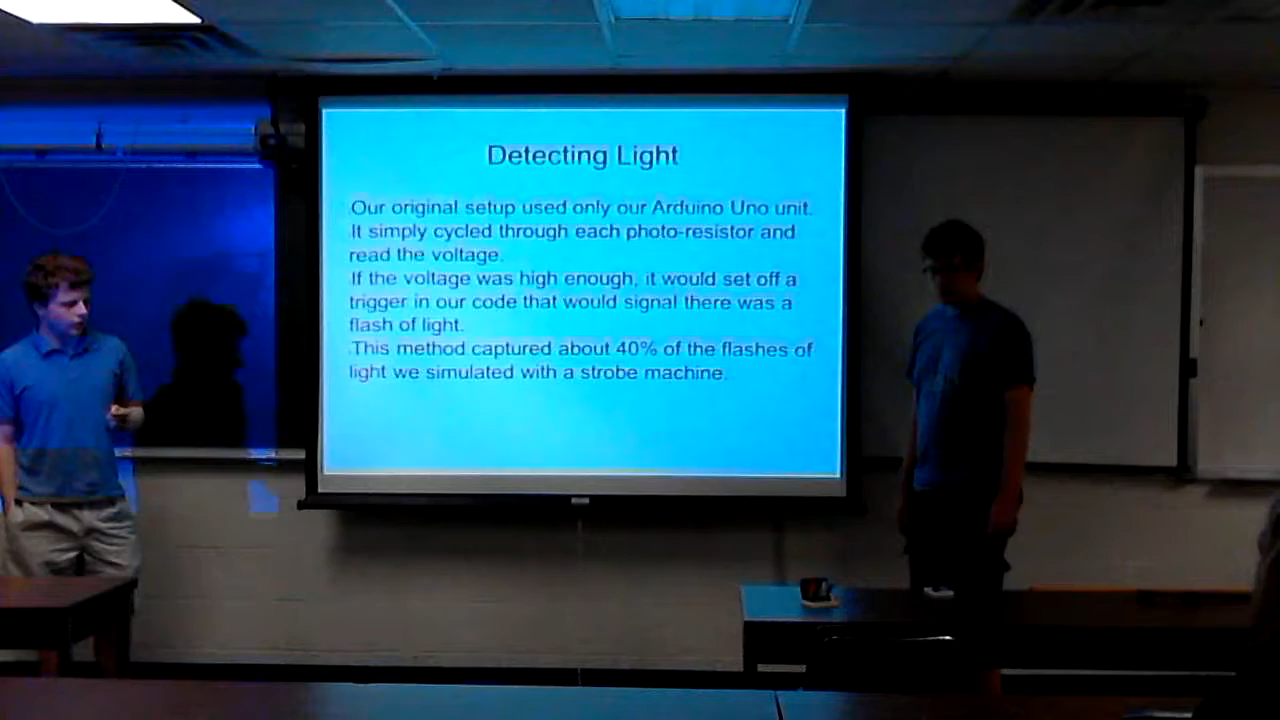 Detecting Light
Our original setup used only our Arduino Uno unit.
It simply cycled through each photo-resistor and
read the voltage.
If the voltage was high enough, it would set off a
trigger in our code that would signal there was a
flash of light.
This method captured about 40% of the flashes of
light we simulated with a strobe machine.